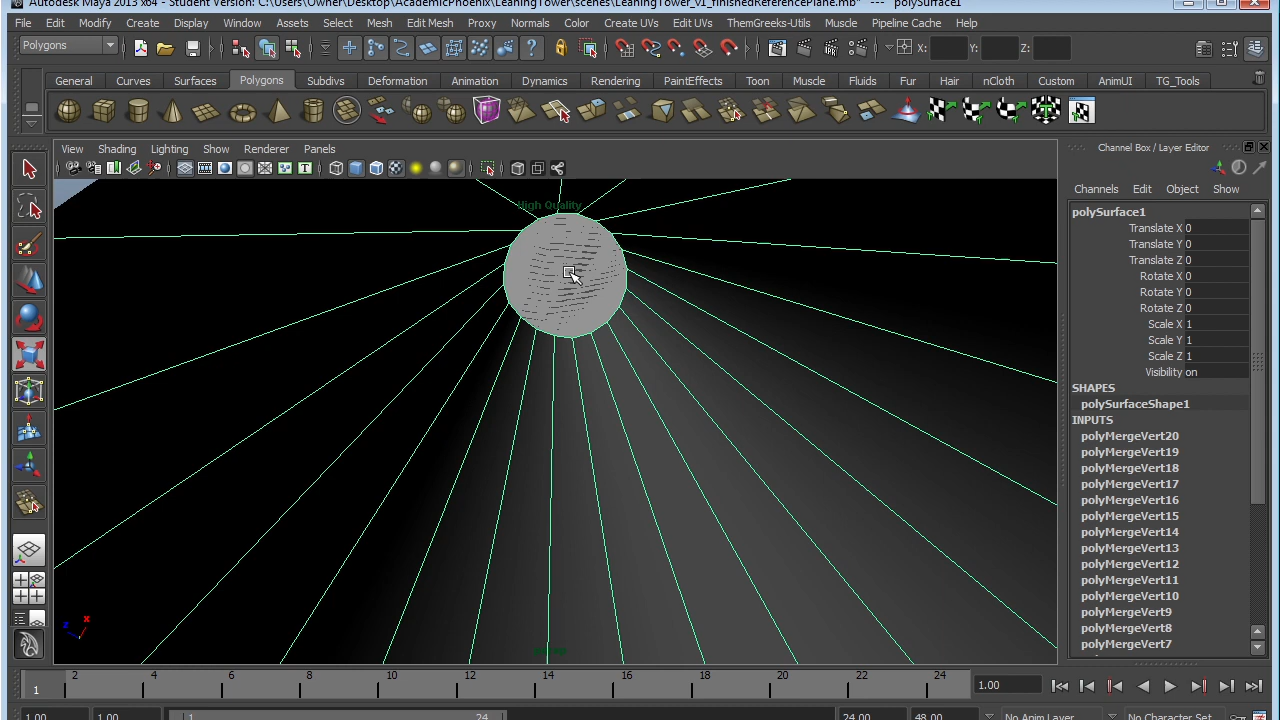 Autodesk Maya 2013 x64 - Student Version: C:\Users\Owner\Desktop\AcademicPhoenix\LeaningTower\scenes\LeaningTower_v1_finishedReferencePlane.mb* --- polySurface1
File Edit Modify Create Display Window Assets Select Mesh Edit Mesh Proxy Normals Color Create UVs Edit UVs ThemGreeks-Utils Muscle Pipeline Cache Help
Polygons X: Y: Z:
General Curves Surfaces Polygons Subdivs Deformation Animation Dynamics Rendering PaintEffects Toon Muscle Fluids Fur Hair nCloth Custom AnimUI TG_Tools
View Shading Lighting Show Renderer Panels
Channel Box / Layer Editor
Channels Edit Object Show
High Quality
polySurface1
Translate X 0
Translate Y 0
Translate Z 0
Rotate X 0
Rotate Y 0
Rotate Z 0
Scale X 1
Scale Y 1
Scale Z 1
Visibility on
SHAPES
polySurfaceShape1
INPUTS
polyMergeVert20
polyMergeVert19
polyMergeVert18
polyMergeVert17
polyMergeVert16
polyMergeVert15
polyMergeVert14
polyMergeVert13
polyMergeVert12
polyMergeVert11
polyMergeVert10
polyMergeVert9
polyMergeVert8
polyMergeVert7
z x
persp
1 2 4 6 8 10 12 14 16 18 20 22 24 1.00
1.00 1.00 1 24 24.00 48.00 No Anim Layer No Character Set